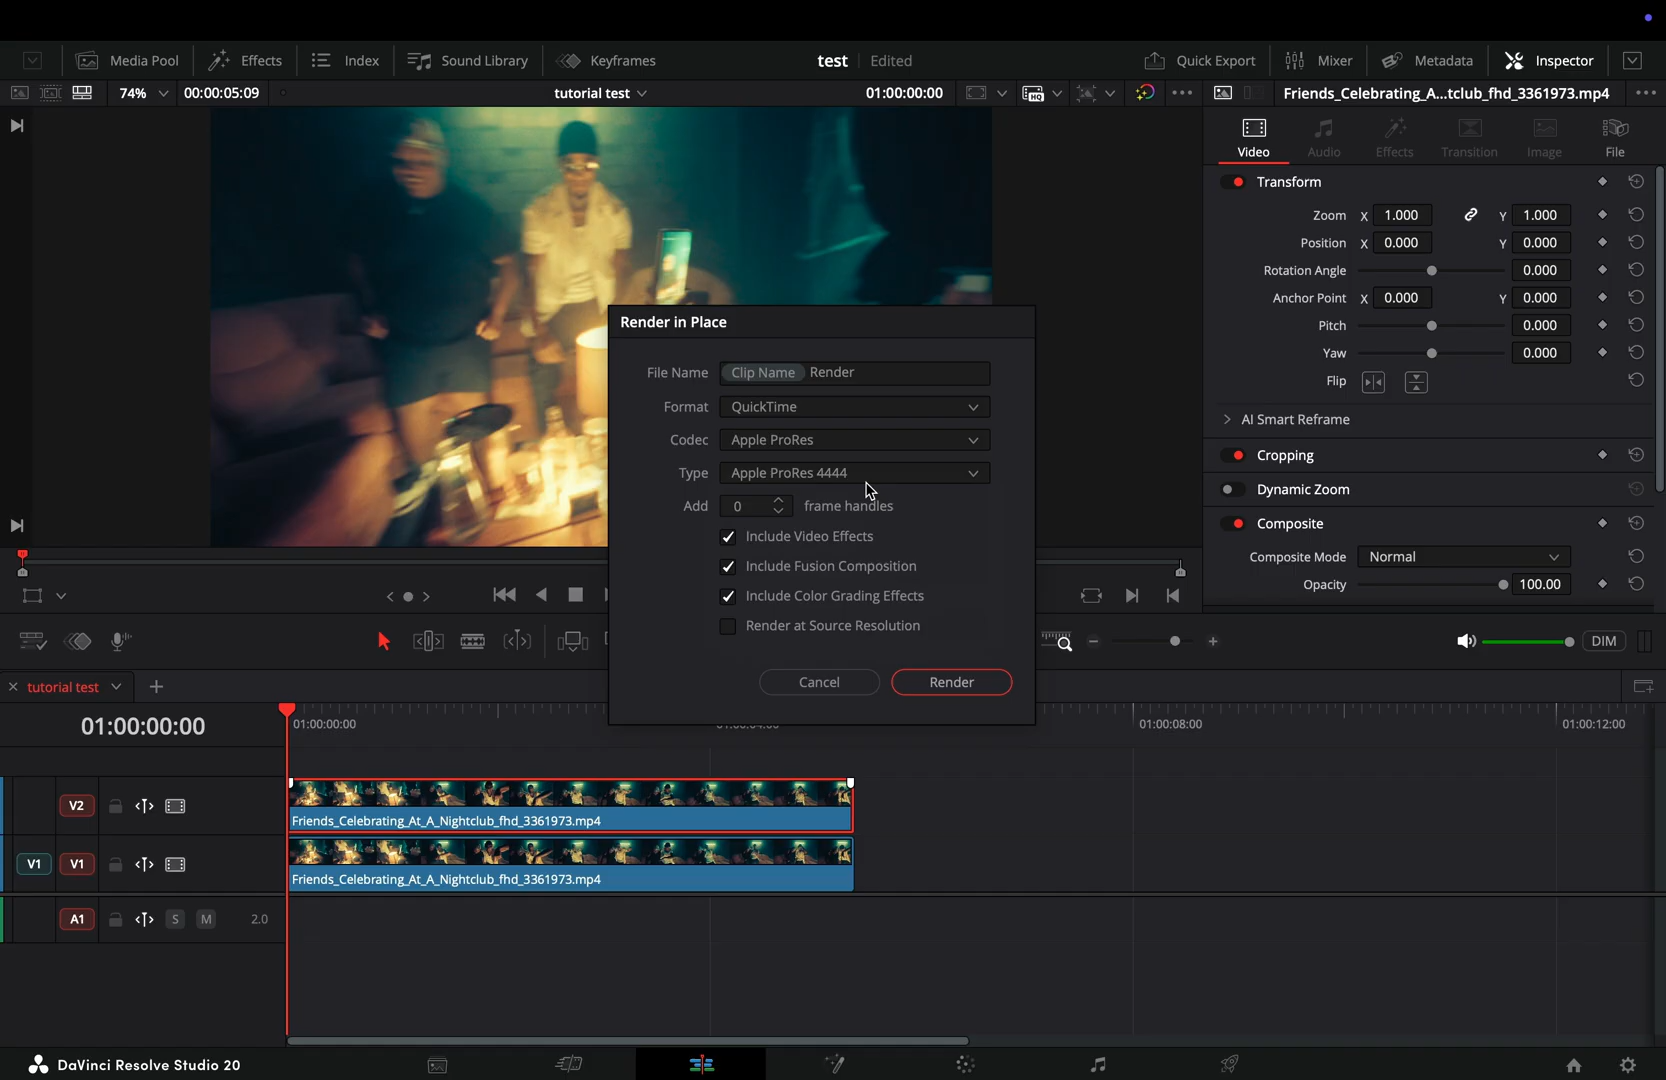 Media Pool Effects Index Sound Library Keyframes test Edited Quick Export Mixer Metadata Inspector
74% 00:00:05:09 tutorial test 01:00:00:00 HQ Friends_Celebrating_A...tclub_fhd_3361973.mp4
Video Audio Effects Transition Image File
Transform
Zoom X 1.000 Y 1.000
Position X 0.000 Y 0.000
Rotation Angle 0.000
Anchor Point X 0.000 Y 0.000
Pitch 0.000
Yaw 0.000
Flip
AI Smart Reframe
Cropping
Dynamic Zoom
Composite
Composite Mode Normal
Opacity 100.00
Render in Place
File Name Clip Name Render
Format QuickTime
Codec Apple ProRes
Type Apple ProRes 4444
Add 0 frame handles
Include Video Effects
Include Fusion Composition
Include Color Grading Effects
Render at Source Resolution
Cancel Render
DIM
tutorial test
01:00:00:00 01:00:00:00 01:00:08:00 01:00:12:00
V2 Friends_Celebrating_At_A_Nightclub_fhd_3361973.mp4
V1 V1 Friends_Celebrating_At_A_Nightclub_fhd_3361973.mp4
A1 S M 2.0
DaVinci Resolve Studio 20